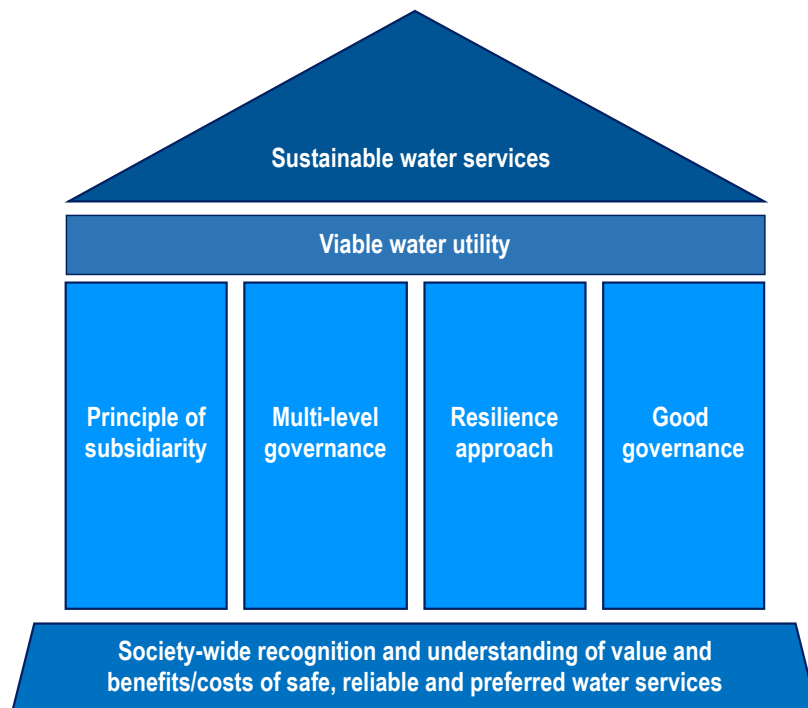 Sustainable water services
Viable water utility
Principle of
subsidiarity
Multi-level
governance
Resilience
approach
Good
governance
Society-wide recognition and understanding of value and
benefits/costs of safe, reliable and preferred water services